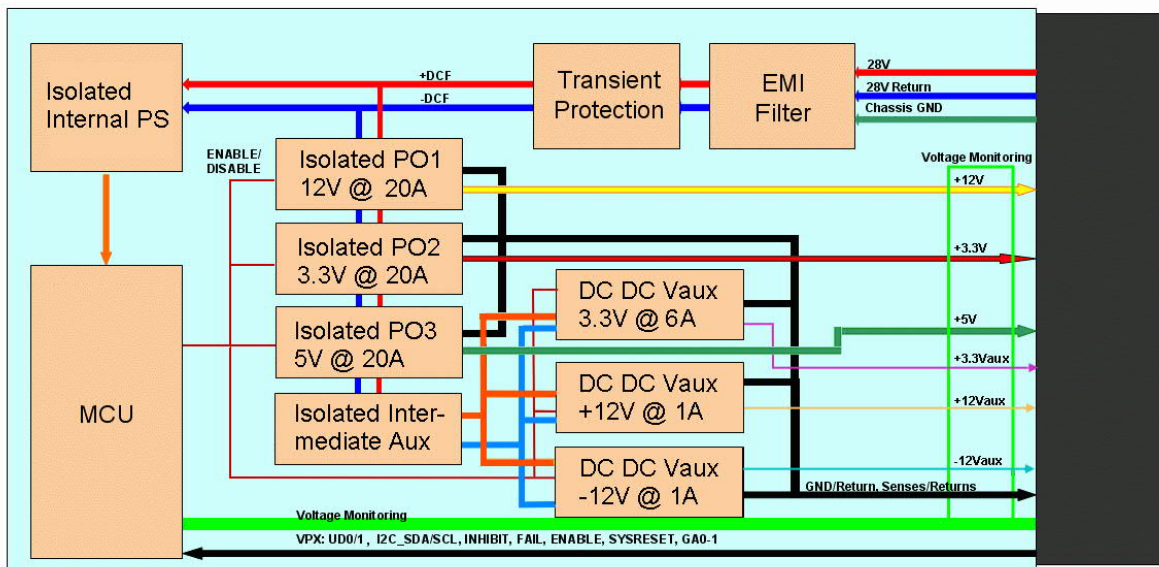 Isolated
Internal PS
+DCF
-DCF
Transient
Protection
EMI
Filter
28V
28V Return
Chassis GND
ENABLE/
DISABLE
Isolated PO1
12V @ 20A
Voltage Monitoring
+12V
Isolated PO2
3.3V @ 20A
+3.3V
DC DC Vaux
3.3V @ 6A
Isolated PO3
5V @ 20A
+5V
+3.3Vaux
MCU
Isolated Inter-
mediate Aux
DC DC Vaux
+12V @ 1A
+12Vaux
DC DC Vaux
-12V @ 1A
-12Vaux
GND/Return, Senses/Returns
Voltage Monitoring
VPX: UD0/1 , I2C_SDA/SCL, INHIBIT, FAIL, ENABLE, SYSRESET, GA0-1